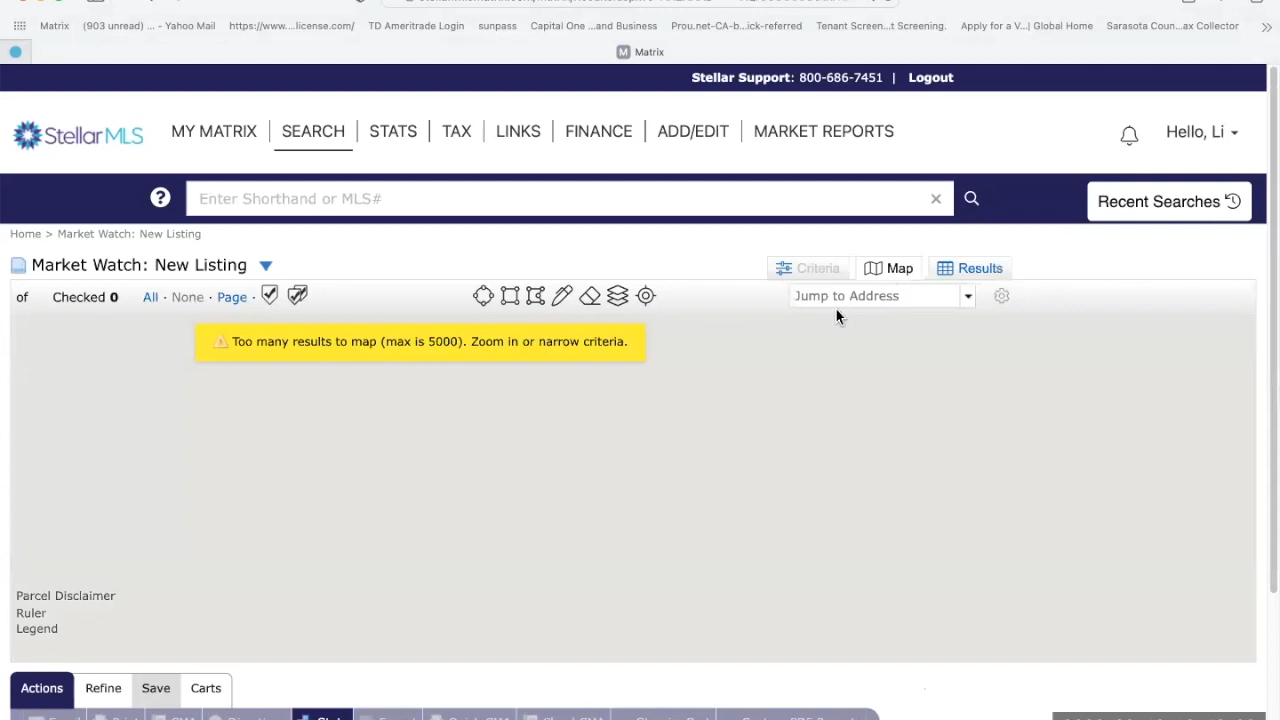 Matrix (903 unread) ... - Yahoo Mail https://www....license.com/ TD Ameritrade Login sunpass Capital One ...and Business Prou.net-CA-b...ick-referred Tenant Screen...t Screening. Apply for a V...| Global Home Sarasota Coun...ax Collector
M Matrix
Stellar Support: 800-686-7451 | Logout
StellarMLS MY MATRIX SEARCH STATS TAX LINKS FINANCE ADD/EDIT MARKET REPORTS Hello, Li
? Enter Shorthand or MLS# Recent Searches
Home > Market Watch: New Listing
Market Watch: New Listing Criteria Map Results
of Checked 0 All · None · Page · Jump to Address
Too many results to map (max is 5000). Zoom in or narrow criteria.
Parcel Disclaimer
Ruler
Legend
Actions Refine Save Carts